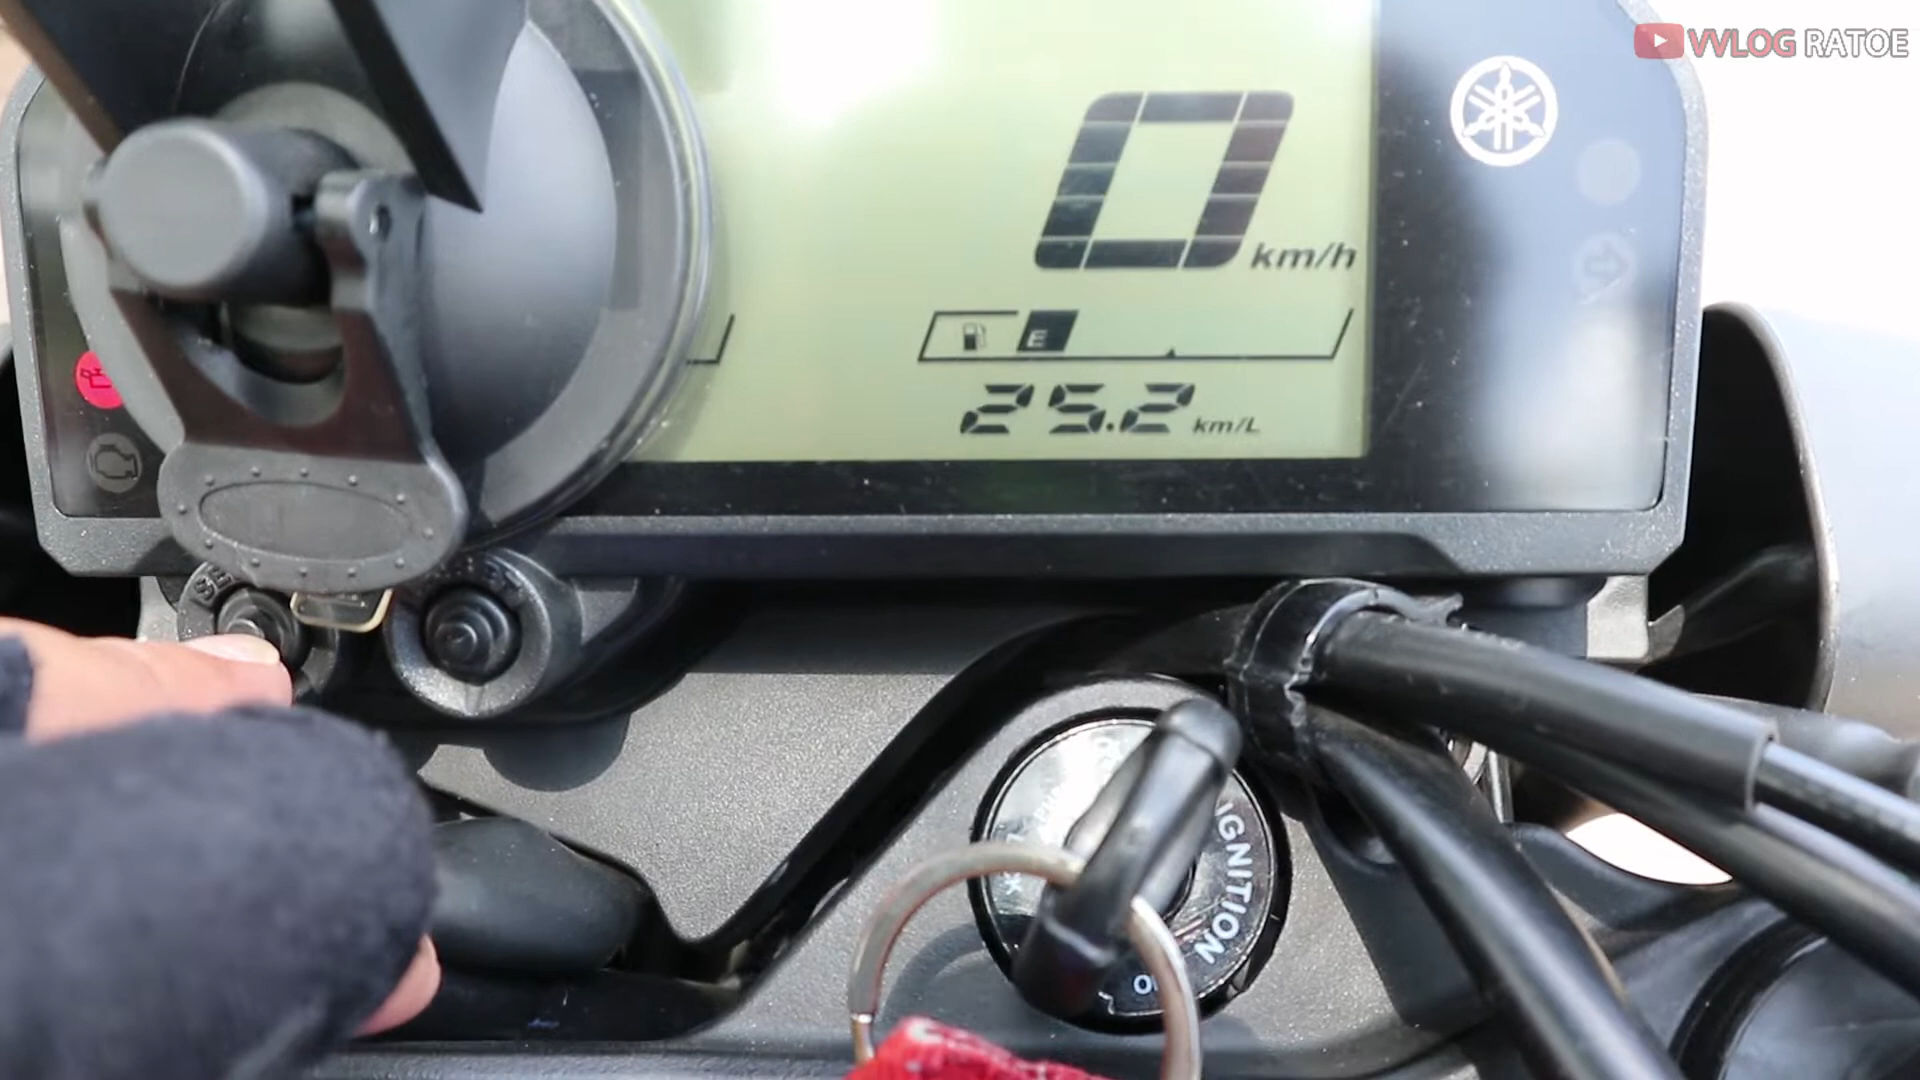 VVLOG RATOE
0
km/h
E
25.2 km/L
IGNITION